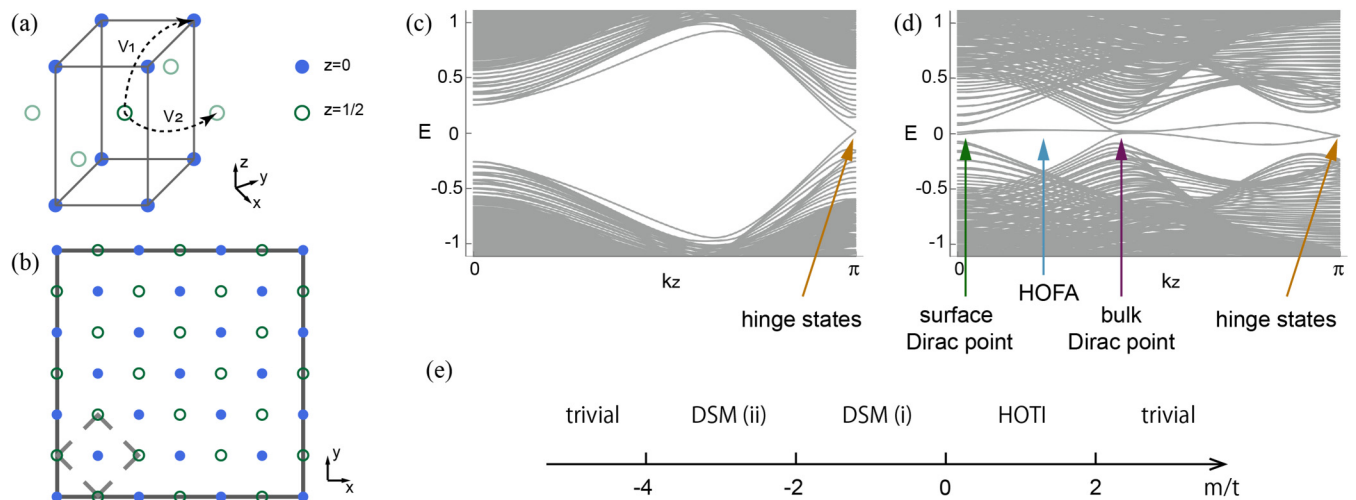 (a)
V1
V2
z=0
z=1/2
z
y
x
(b)
y
x
(c)
1
0.5
E
0
-0.5
-1
0
kz
π
hinge states
(d)
1
0.5
E
0
-0.5
-1
0
kz
π
surface
Dirac point
HOFA
bulk
Dirac point
hinge states
(e)
trivial
DSM (ii)
DSM (i)
HOTI
trivial
-4
-2
0
2
m/t